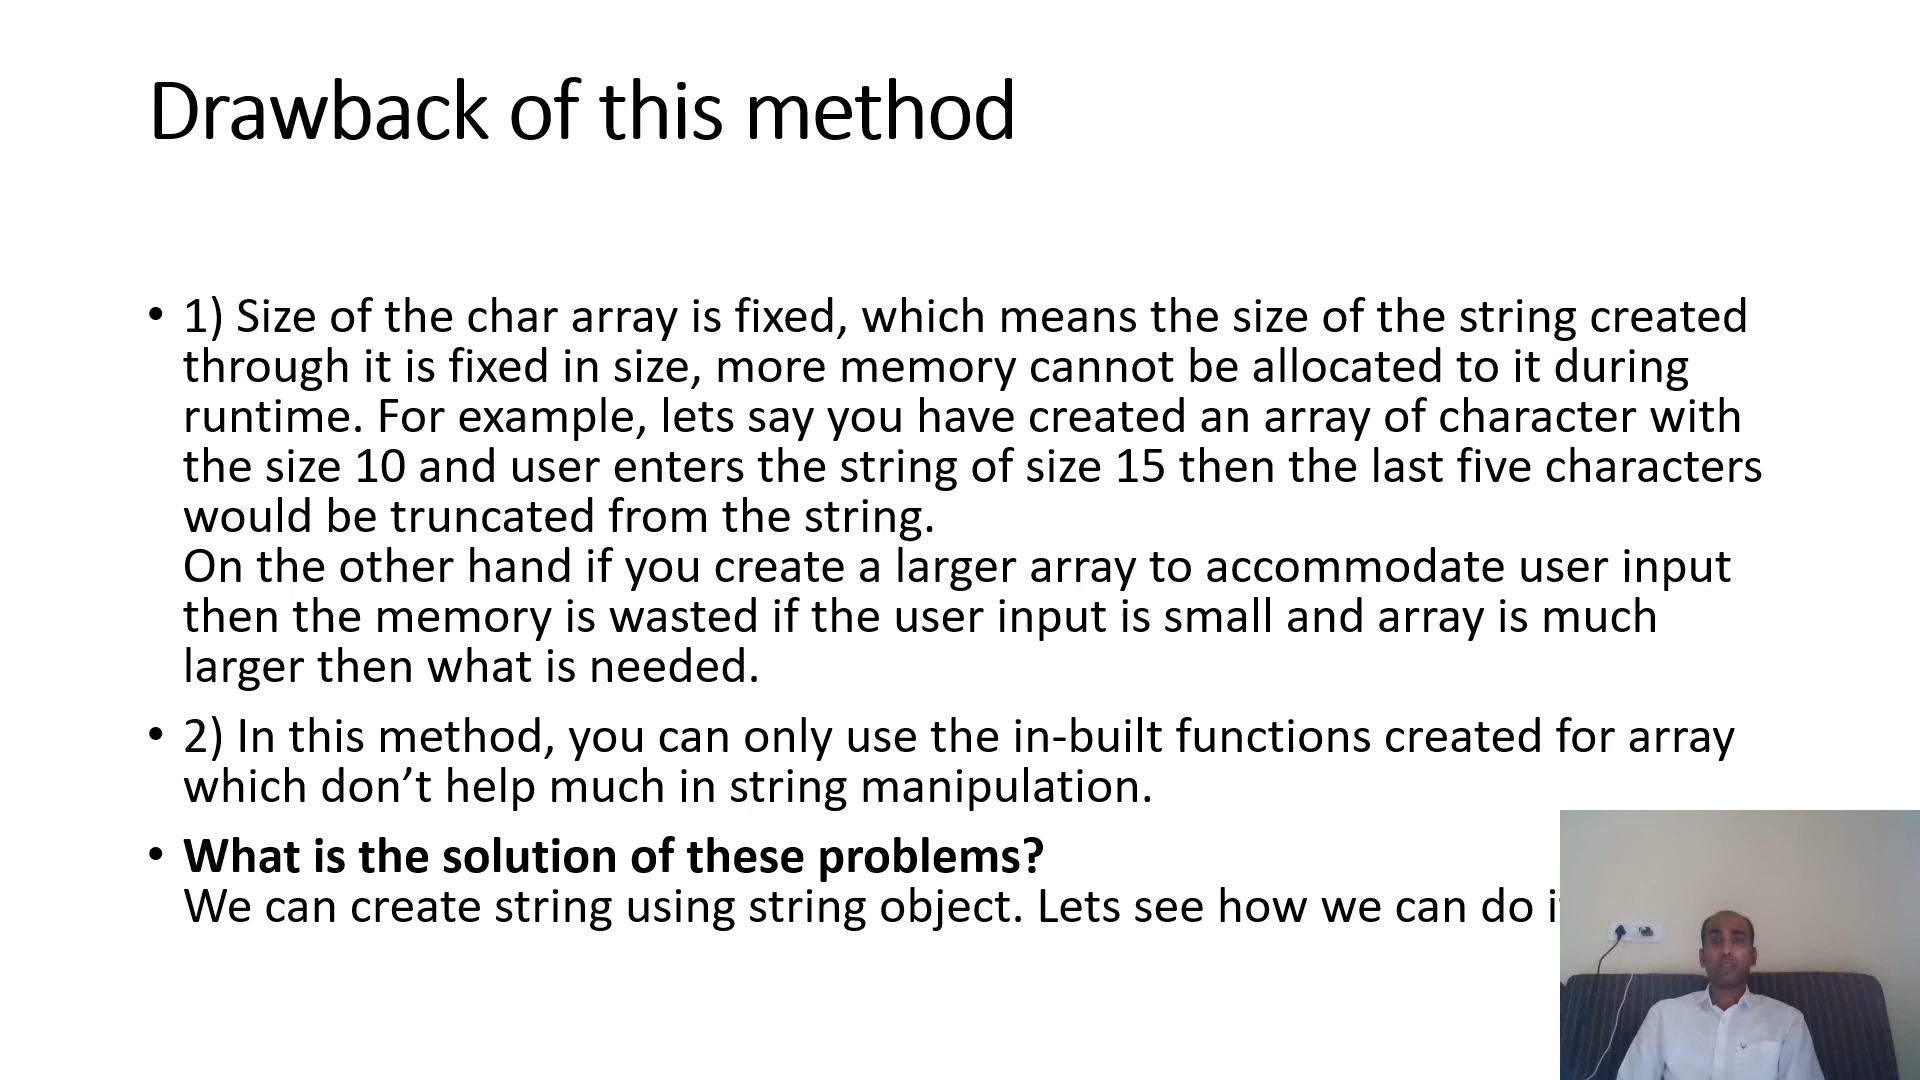 Drawback of this method
• 1) Size of the char array is fixed, which means the size of the string created
through it is fixed in size, more memory cannot be allocated to it during
runtime. For example, lets say you have created an array of character with
the size 10 and user enters the string of size 15 then the last five characters
would be truncated from the string.
On the other hand if you create a larger array to accommodate user input
then the memory is wasted if the user input is small and array is much
larger then what is needed.
• 2) In this method, you can only use the in-built functions created for array
which don’t help much in string manipulation.
• What is the solution of these problems?
We can create string using string object. Lets see how we can do